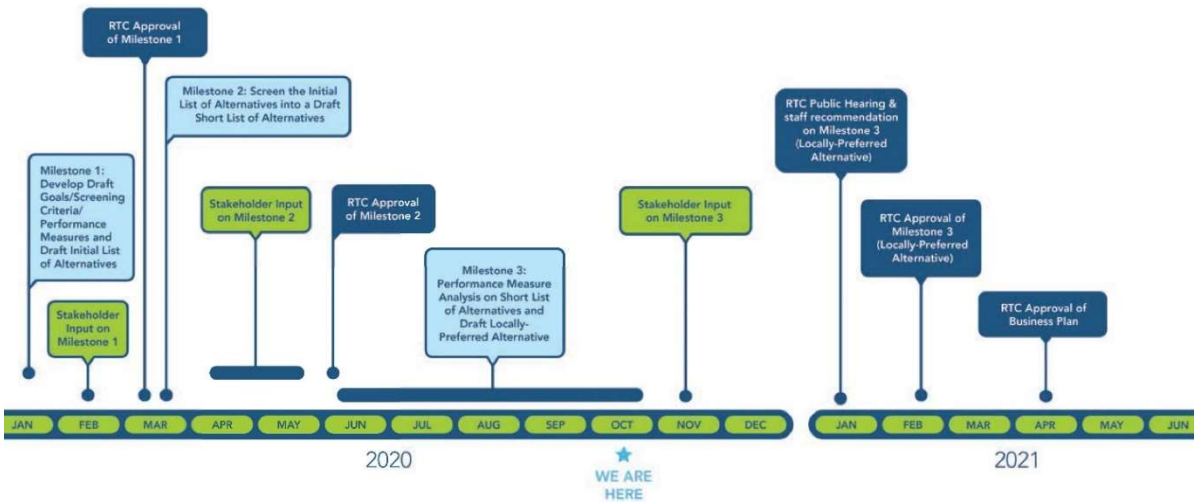 RTC Approval
of Milestone 1
Milestone 2: Screen the Initial
List of Alternatives into a Draft
Short List of Alternatives
Milestone 1:
Develop Draft
Goals/Screening
Criteria/
Performance
Measures and
Draft Initial List
of Alternatives
Stakeholder
Input on
Milestone 1
Stakeholder Input
on Milestone 2
RTC Approval
of Milestone 2
Milestone 3:
Performance Measure
Analysis on Short List
of Alternatives and
Draft Locally-
Preferred Alternative
Stakeholder Input
on Milestone 3
RTC Public Hearing &
staff recommendation
on Milestone 3
(Locally-Preferred
Alternative)
RTC Approval of
Milestone 3
(Locally-Preferred
Alternative)
RTC Approval of
Business Plan
JAN FEB MAR APR MAY JUN JUL AUG SEP OCT NOV DEC
JAN FEB MAR APR MAY JUN
2020
2021
WE ARE
HERE